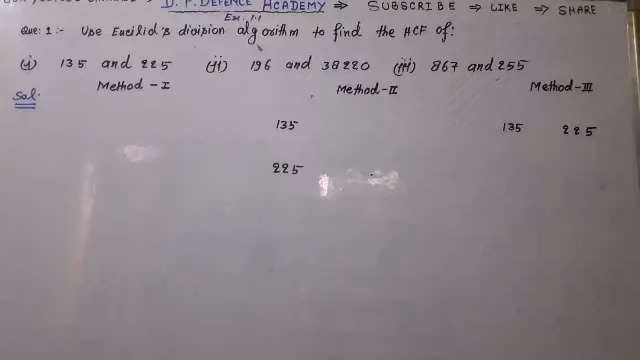 D. P. DEFENCE ACADEMY ⇒ SUBSCRIBE ⇒ LIKE ⇒ SHARE
Ex:- 1.1
Que: 1:- Use Euclid's division algorithm to find the HCF of:
(i) 135 and 225 (ii) 196 and 38220 (iii) 867 and 255
Sol: Method-I Method-II Method-III
135 135 225
225